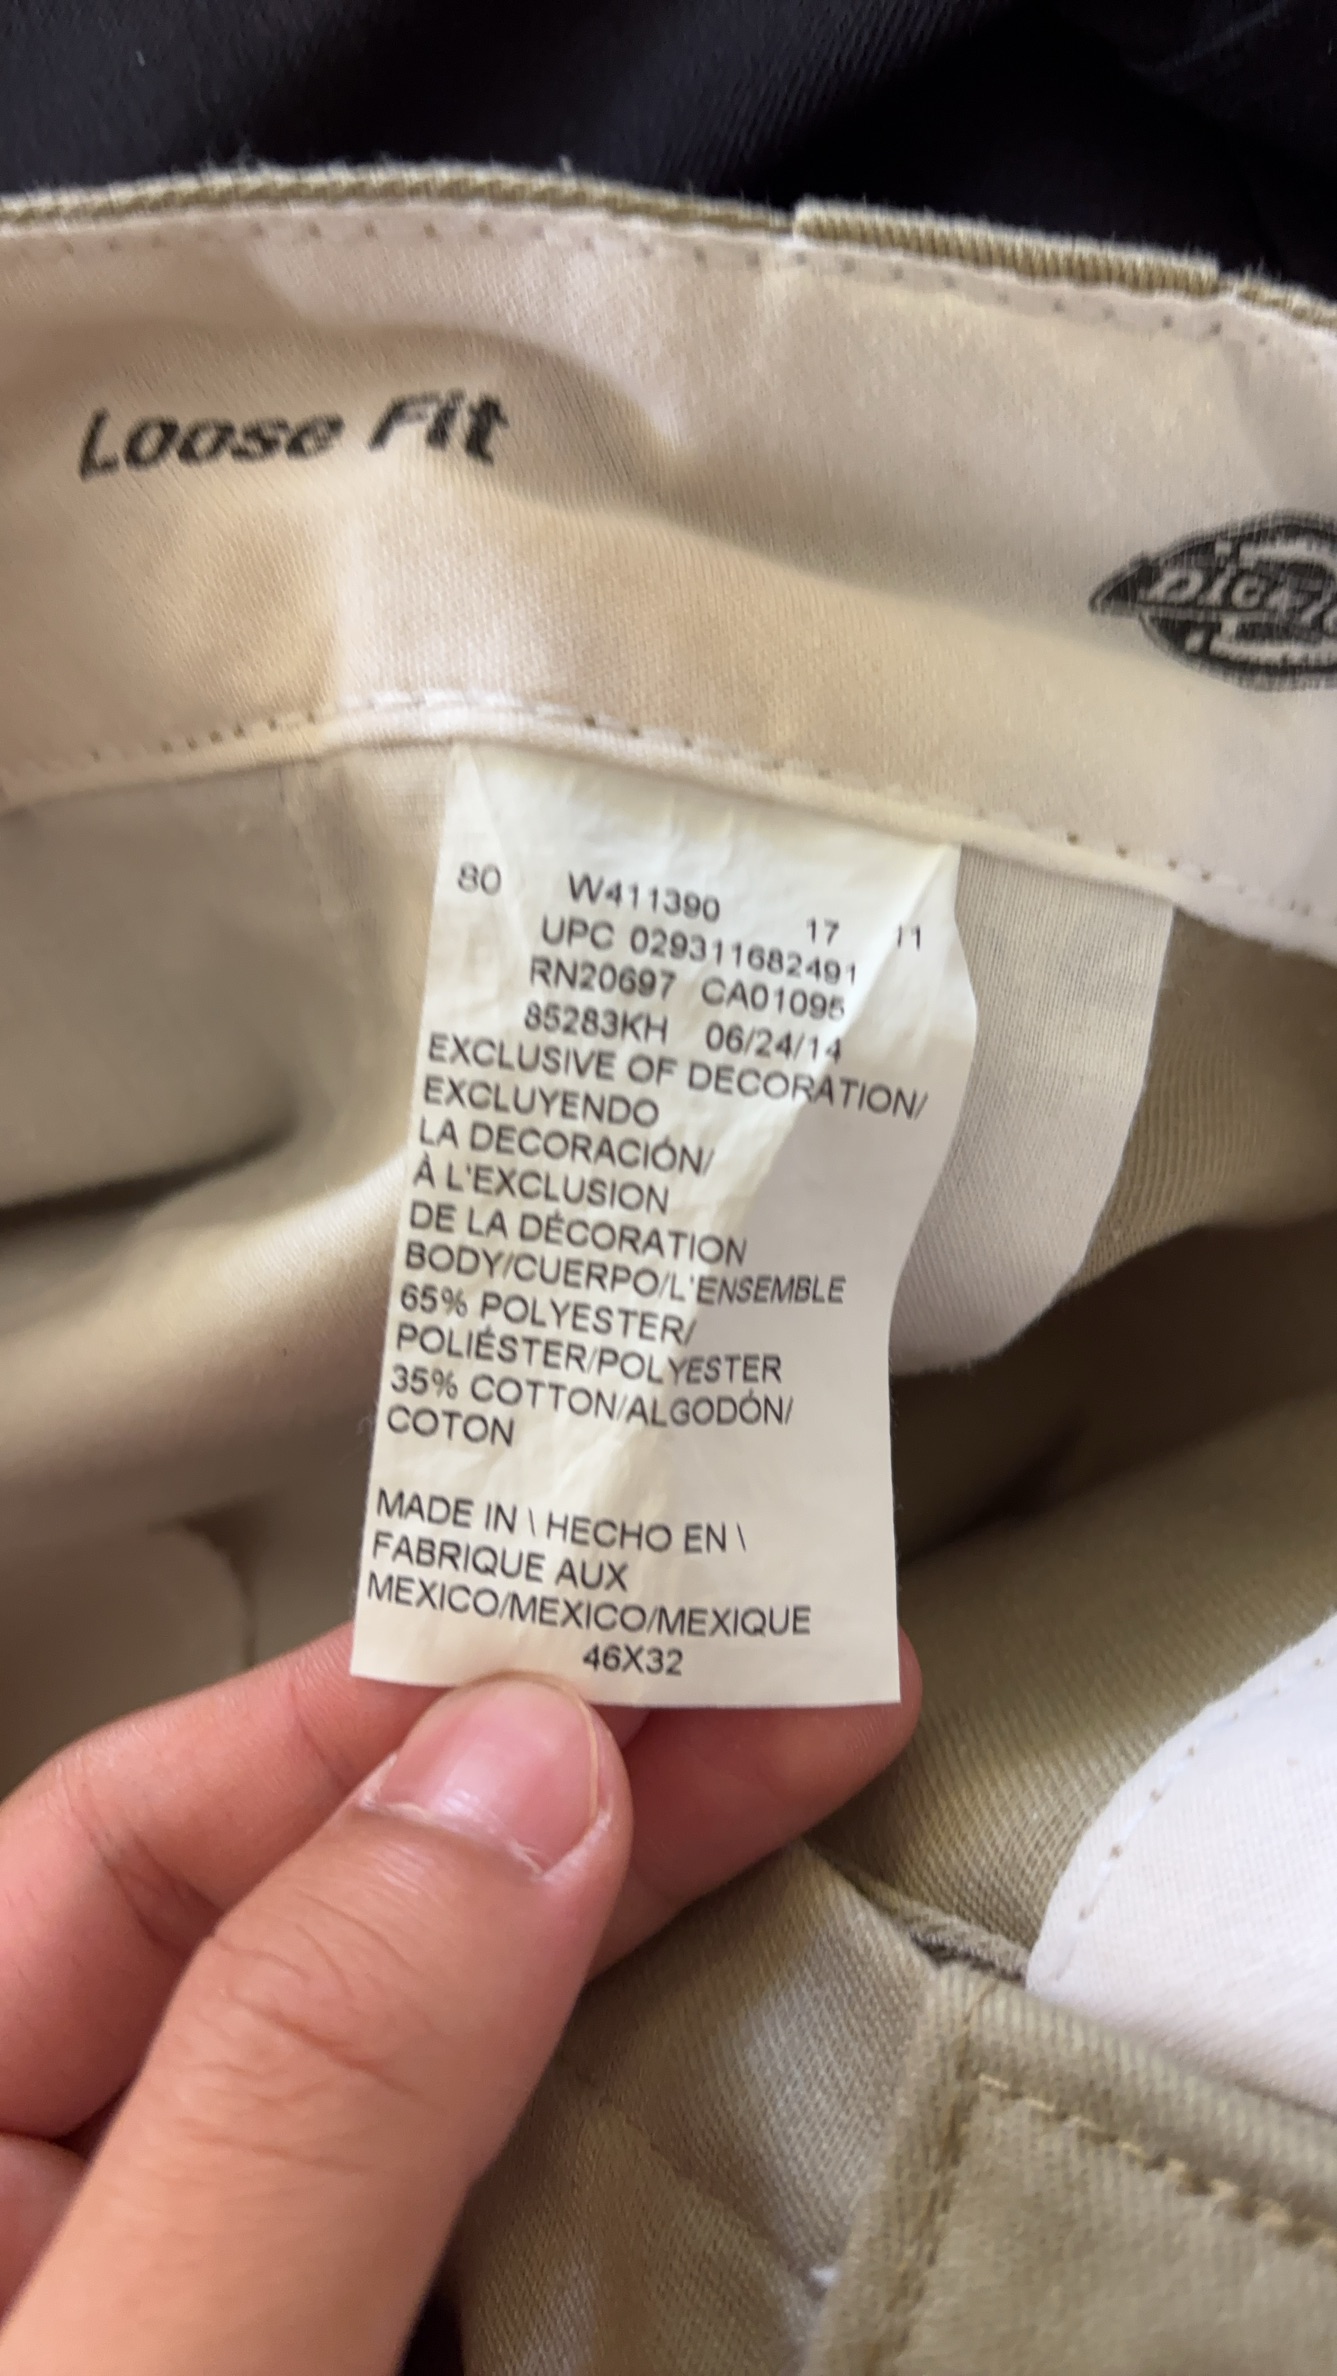 Loose Fit
DICKIE
80 W411390 17 11
UPC 029311682491
RN20697 CA01095
85283KH 06/24/14
EXCLUSIVE OF DECORATION/
EXCLUYENDO
LA DECORACIÓN/
À L'EXCLUSION
DE LA DÉCORATION
BODY/CUERPO/L'ENSEMBLE
65% POLYESTER/
POLIÉSTER/POLYESTER
35% COTTON/ALGODÓN/
COTON
MADE IN \ HECHO EN \
FABRIQUE AUX
MEXICO/MEXICO/MEXIQUE
46X32